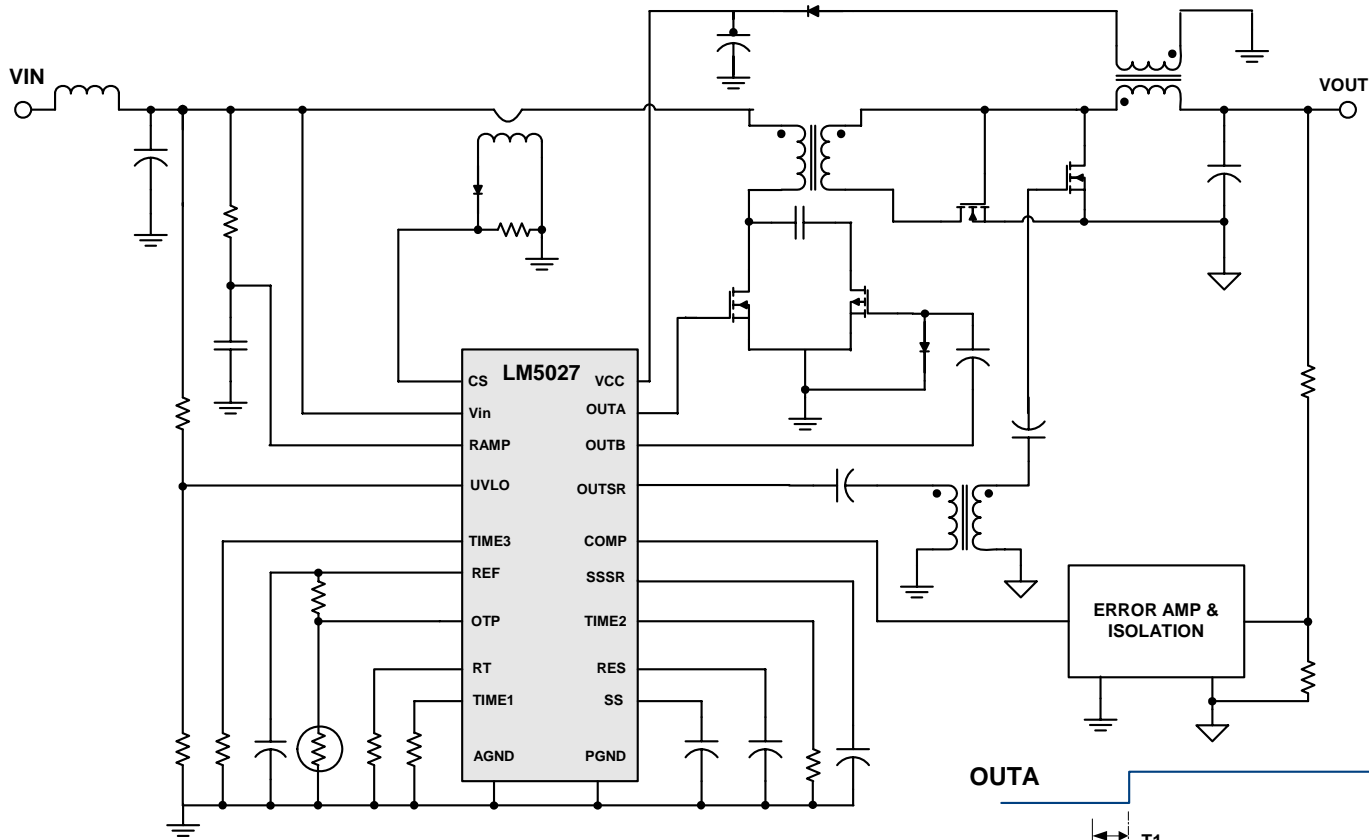 VIN
VOUT
LM5027
CS
Vin
RAMP
UVLO
TIME3
REF
OTP
RT
TIME1
AGND
VCC
OUTA
OUTB
OUTSR
COMP
SSSR
TIME2
RES
SS
PGND
ERROR AMP &
ISOLATION
OUTA
T1